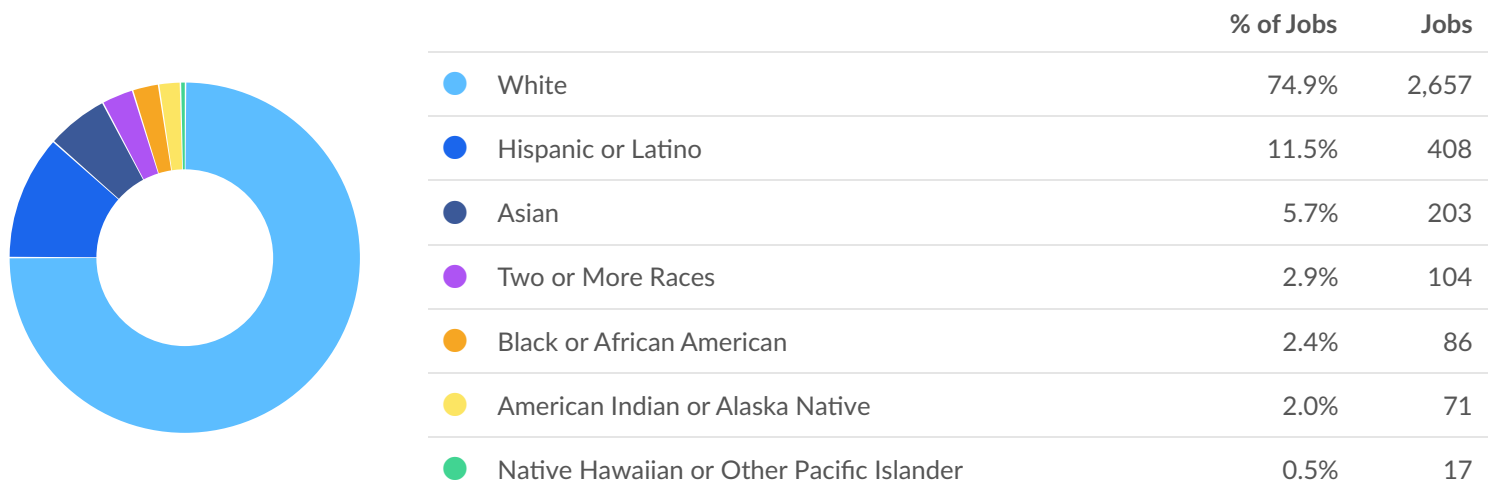 % of Jobs Jobs
White 74.9% 2,657
Hispanic or Latino 11.5% 408
Asian 5.7% 203
Two or More Races 2.9% 104
Black or African American 2.4% 86
American Indian or Alaska Native 2.0% 71
Native Hawaiian or Other Pacific Islander 0.5% 17